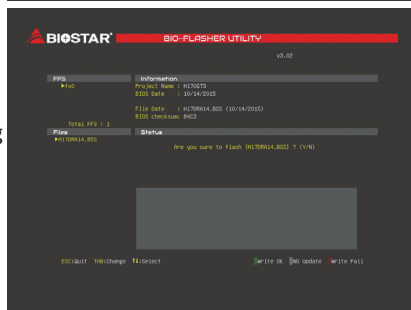 BIOSTAR®
BIO-FLASHER UTILITY
v3.02
FFS
Information
fs0
Project Name : H170GT3
BIOS Date : 10/14/2015
File Date : H17DRA14.BSS (10/14/2015)
BIOS checksum: 84C3
Total FFS : 1
Files
Status
H17DRA14.BSS
Are you sure to flash [H17DRA14.BSS] ? (Y/N)
ESC:Quit TAB:Change ↑↓:Select
Write OK NO Update Write Fail
g